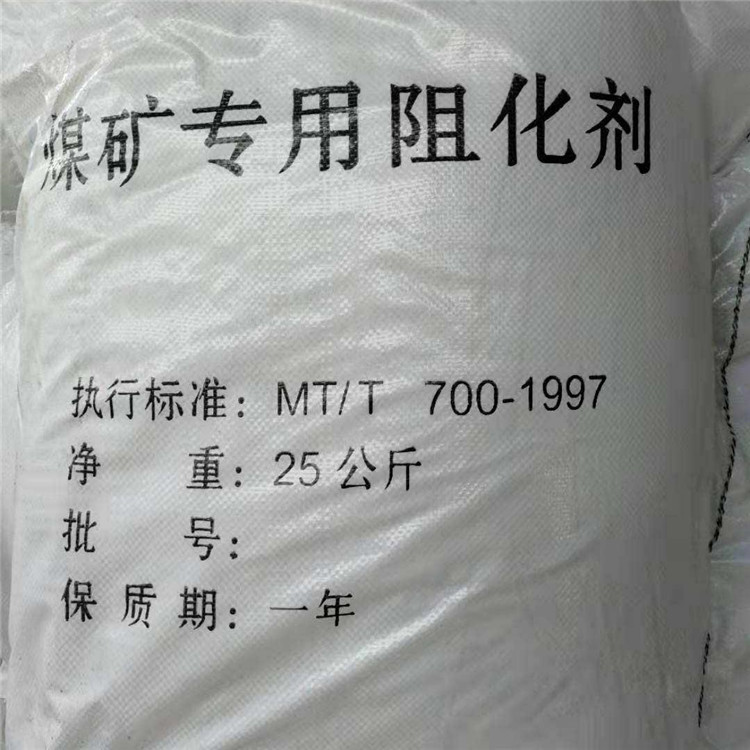 煤矿专用阻化剂
执行标准：MT/T 700-1997
净 重：25公斤
批 号：
保质期：一年